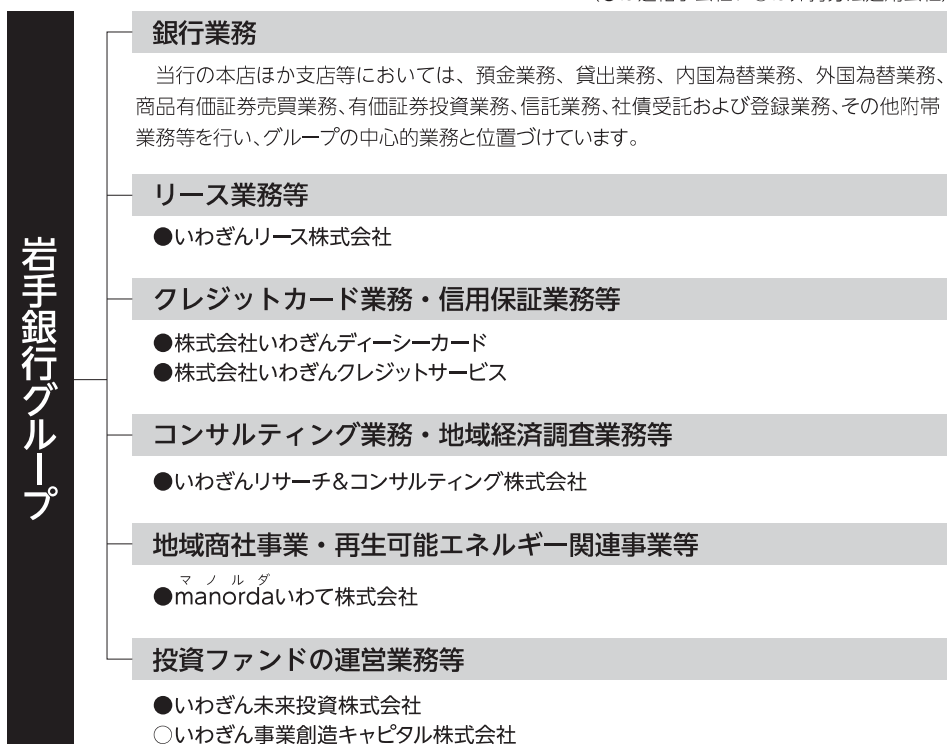 岩手銀行グループ
銀行業務
当行の本店ほか支店等においては、預金業務、貸出業務、内国為替業務、外国為替業務、
商品有価証券売買業務、有価証券投資業務、信託業務、社債受託および登録業務、その他附帯
業務等を行い、グループの中心的業務と位置づけています。
リース業務等
●いわぎんリース株式会社
クレジットカード業務・信用保証業務等
●株式会社いわぎんディーシーカード
●株式会社いわぎんクレジットサービス
コンサルティング業務・地域経済調査業務等
●いわぎんリサーチ&コンサルティング株式会社
地域商社事業・再生可能エネルギー関連事業等
マノルダ
●manordaいわて株式会社
投資ファンドの運営業務等
●いわぎん未来投資株式会社
○いわぎん事業創造キャピタル株式会社